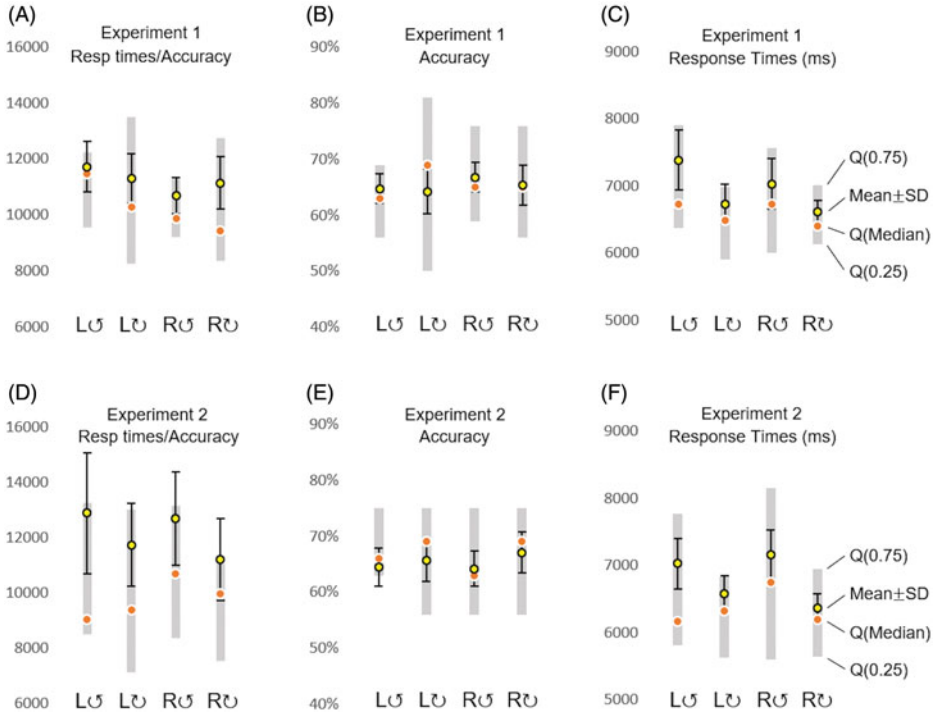 (A)
Experiment 1
Resp times/Accuracy
16000
14000
12000
10000
8000
6000
L↺ L↻ R↺ R↻
(B)
Experiment 1
Accuracy
90%
80%
70%
60%
50%
40%
L↺ L↻ R↺ R↻
(C)
Experiment 1
Response Times (ms)
9000
8000
7000
6000
5000
Q(0.75)
Mean±SD
Q(Median)
Q(0.25)
L↺ L↻ R↺ R↻
(D)
Experiment 2
Resp times/Accuracy
16000
14000
12000
10000
8000
6000
L↺ L↻ R↺ R↻
(E)
Experiment 2
Accuracy
90%
80%
70%
60%
50%
40%
L↺ L↻ R↺ R↻
(F)
Experiment 2
Response Times (ms)
9000
8000
7000
6000
5000
Q(0.75)
Mean±SD
Q(Median)
Q(0.25)
L↺ L↻ R↺ R↻